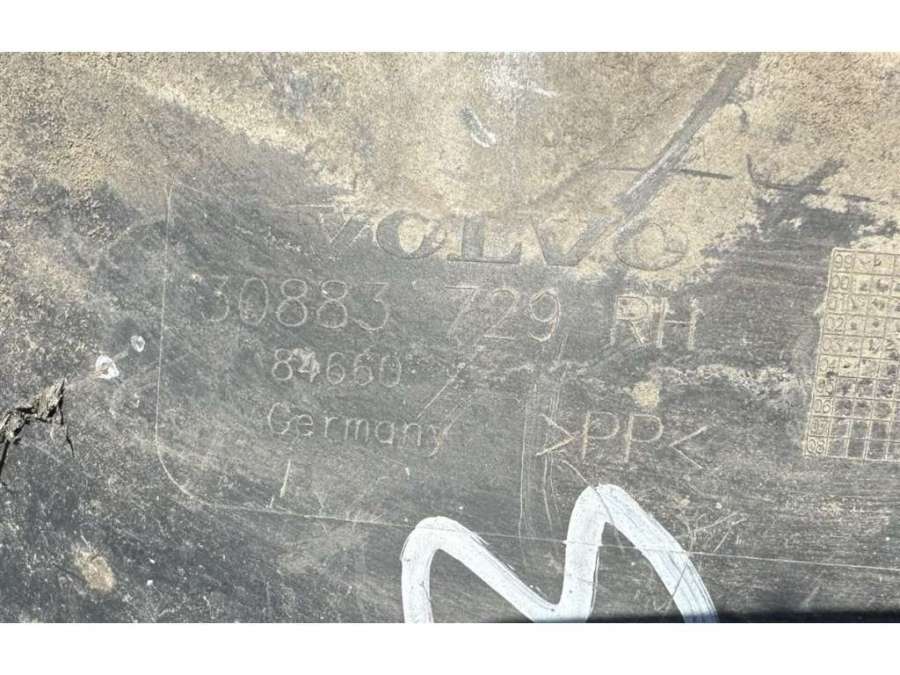 VOLVO
30883 729 RH
84660
Germany >PP<